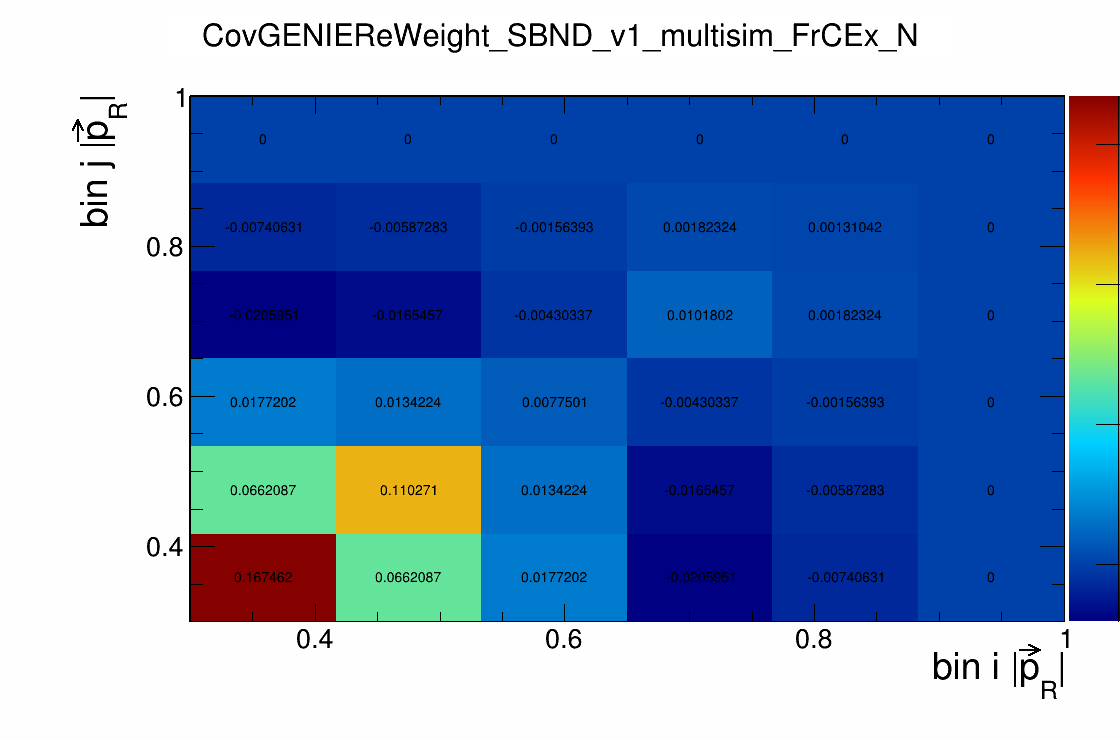 CovGENIEReWeight_SBND_v1_multisim_FrCEx_N
bin j |p_R|
1
0.8
0.6
0.4
0 0 0 0 0 0
-0.00740631 -0.00587283 -0.00156393 0.00182324 0.00131042 0
-0.0205951 -0.0165457 -0.00430337 0.0101802 0.00182324 0
0.0177202 0.0134224 0.0077501 -0.00430337 -0.00156393 0
0.0662087 0.110271 0.0134224 -0.0165457 -0.00587283 0
0.167462 0.0662087 0.0177202 -0.0205951 -0.00740631 0
0.4 0.6 0.8 1
bin i |p_R|